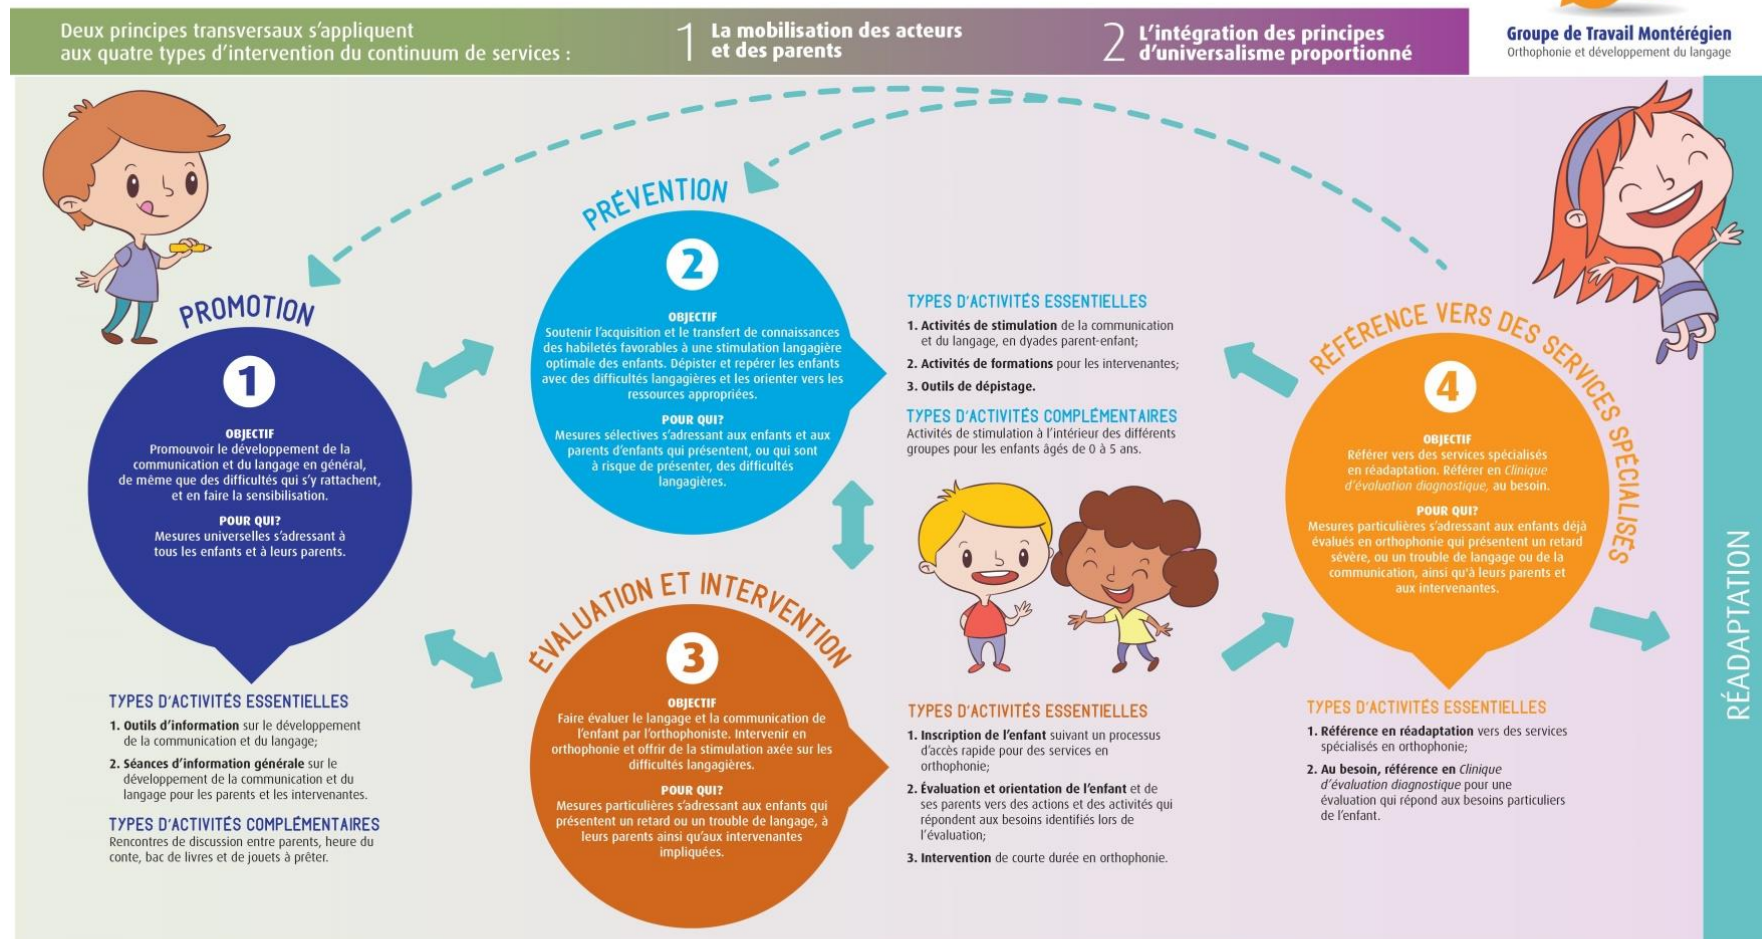 Deux principes transversaux s'appliquent
aux quatre types d'intervention du continuum de services :
1
La mobilisation des acteurs
et des parents
2
L'intégration des principes
d'universalisme proportionné
Groupe de Travail Montérégien
Orthophonie et développement du langage
PROMOTION
1
OBJECTIF
Promouvoir le développement de la
communication et du langage en général,
de même que des difficultés qui s'y rattachent,
et en faire la sensibilisation.
POUR QUI?
Mesures universelles s'adressant à
tous les enfants et à leurs parents.
TYPES D'ACTIVITÉS ESSENTIELLES
1. Outils d'information sur le développement
de la communication et du langage;
2. Séances d'information générale sur le
développement de la communication et du
langage pour les parents et les intervenantes.
TYPES D'ACTIVITÉS COMPLÉMENTAIRES
Rencontres de discussion entre parents, heure du
conte, bac de livres et de jouets à prêter.
PRÉVENTION
2
OBJECTIF
Soutenir l'acquisition et le transfert de connaissances
des habiletés favorables à une stimulation langagière
optimale des enfants. Dépister et repérer les enfants
avec des difficultés langagières et les orienter vers les
ressources appropriées.
POUR QUI?
Mesures sélectives s'adressant aux enfants et aux
parents d'enfants qui présentent, ou qui sont
à risque de présenter, des difficultés
langagières.
TYPES D'ACTIVITÉS ESSENTIELLES
1. Activités de stimulation de la communication
et du langage, en dyades parent-enfant;
2. Activités de formations pour les intervenantes;
3. Outils de dépistage.
TYPES D'ACTIVITÉS COMPLÉMENTAIRES
Activités de stimulation à l'intérieur des différents
groupes pour les enfants âgés de 0 à 5 ans.
ÉVALUATION ET INTERVENTION
3
OBJECTIF
Faire évaluer le langage et la communication de
l'enfant par l'orthophoniste. Intervenir en
orthophonie et offrir de la stimulation axée sur les
difficultés langagières.
POUR QUI?
Mesures particulières s'adressant aux enfants qui
présentent un retard ou un trouble de langage, à
leurs parents ainsi qu'aux intervenantes
impliquées.
TYPES D'ACTIVITÉS ESSENTIELLES
1. Inscription de l'enfant suivant un processus
d'accès rapide pour des services en
orthophonie;
2. Évaluation et orientation de l'enfant et de
ses parents vers des actions et des activités qui
répondent aux besoins identifiés lors de
l'évaluation;
3. Intervention de courte durée en orthophonie.
RÉFÉRENCE VERS DES SERVICES SPÉCIALISÉS
4
OBJECTIF
Référer vers des services spécialisés
en réadaptation. Référer en Clinique
d'évaluation diagnostique, au besoin.
POUR QUI?
Mesures particulières s'adressant aux enfants déjà
évalués en orthophonie qui présentent un retard
sévère, ou un trouble de langage ou de la
communication, ainsi qu'à leurs parents et
aux intervenantes.
TYPES D'ACTIVITÉS ESSENTIELLES
1. Référence en réadaptation vers des services
spécialisés en orthophonie;
2. Au besoin, référence en Clinique
d'évaluation diagnostique pour une
évaluation qui répond aux besoins particuliers
de l'enfant.
RÉADAPTATION